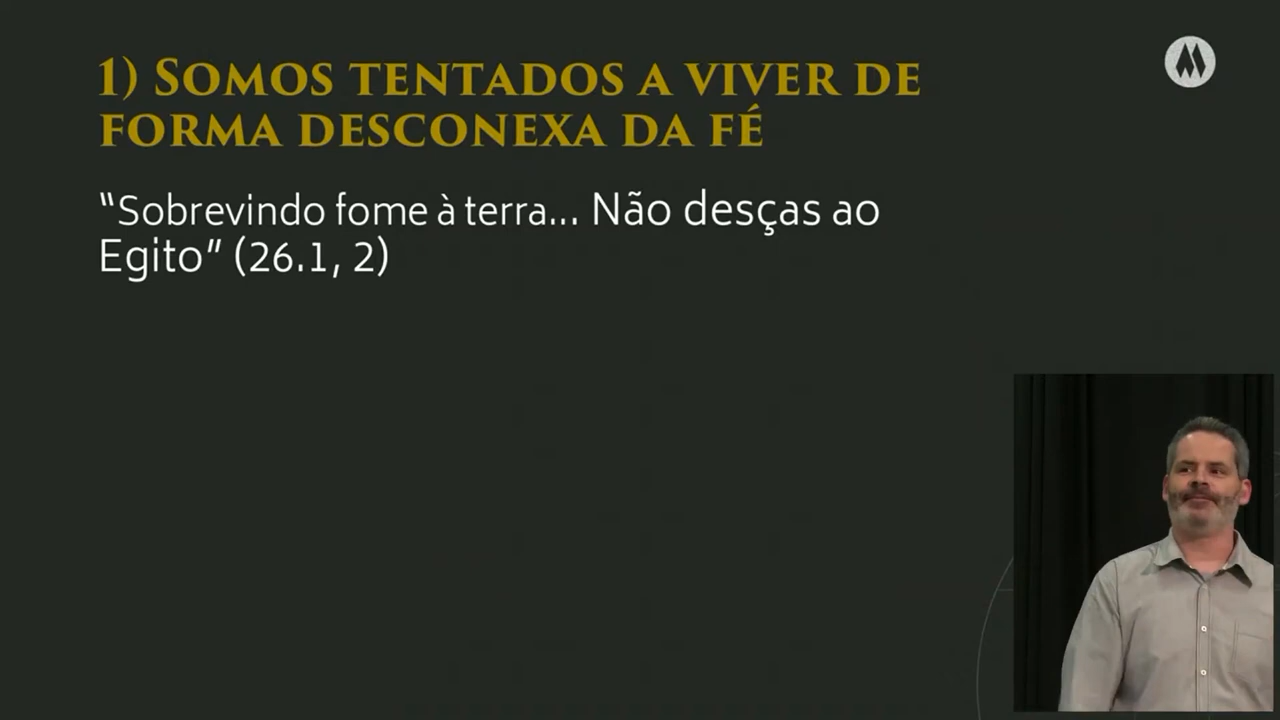 1) Somos tentados a viver de
forma desconexa da fé
“Sobrevindo fome à terra... Não desças ao
Egito” (26.1, 2)